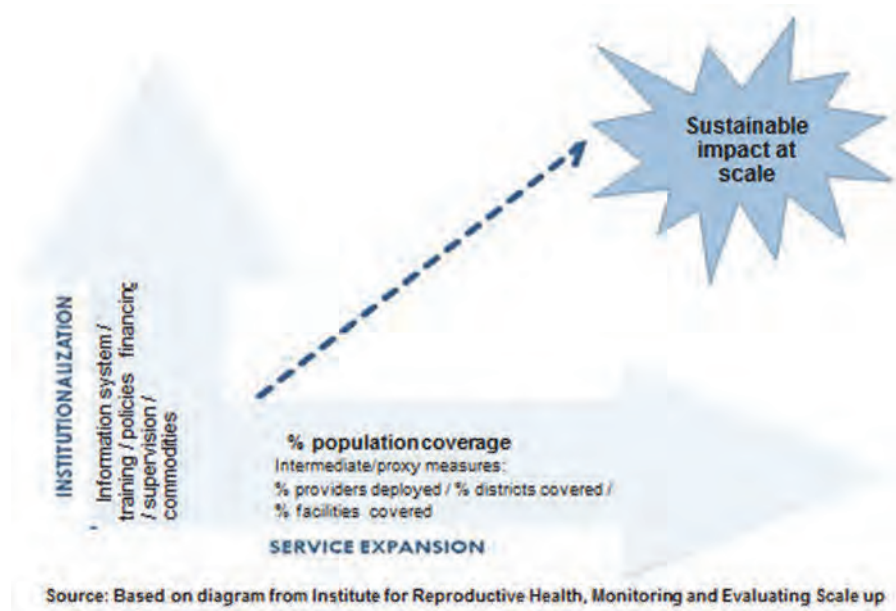 Sustainable
impact at
scale
INSTITUTIONALIZATION
Information system /
training / policies financing
/ supervision /
commodities
% population coverage
Intermediate/proxy measures:
% providers deployed / % districts covered /
% facilities covered
SERVICE EXPANSION
Source: Based on diagram from Institute for Reproductive Health, Monitoring and Evaluating Scale up